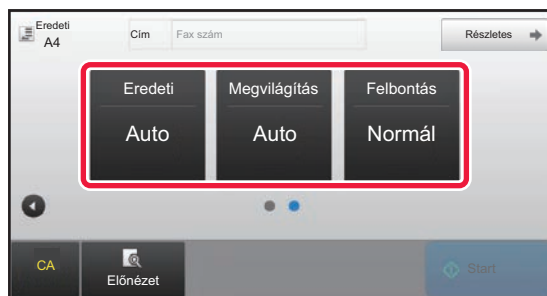 Eredeti
A4
Cím
Fax szám
Részletes
Eredeti
Auto
Megvilágítás
Auto
Felbontás
Normál
CA
Előnézet
Start